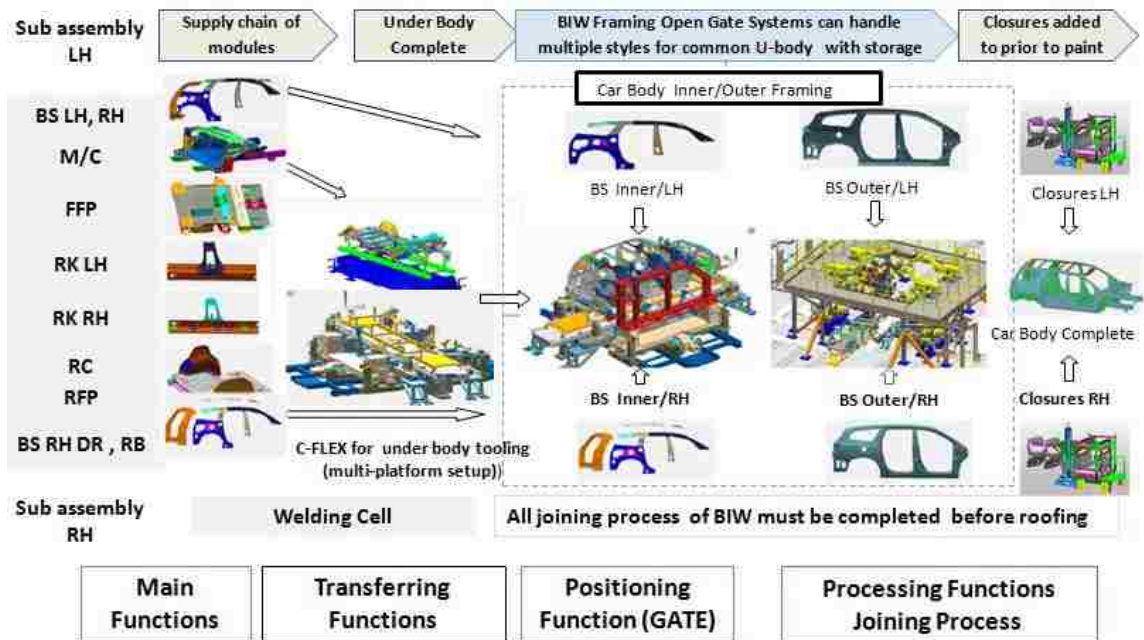 Sub assembly
LH
Supply chain of
modules
Under Body
Complete
BIW Framing Open Gate Systems can handle
multiple styles for common U-body with storage
Closures added
to prior to paint
Car Body Inner/Outer Framing
BS LH, RH
M/C
FFP
RK LH
RK RH
RC
RFP
BS RH DR , RB
BS Inner/LH
BS Outer/LH
Closures LH
Car Body Complete
BS Inner/RH
BS Outer/RH
Closures RH
C-FLEX for under body tooling
(multi-platform setup))
Sub assembly
RH
Welding Cell
All joining process of BIW must be completed before roofing
Main
Functions
Transferring
Functions
Positioning
Function (GATE)
Processing Functions
Joining Process